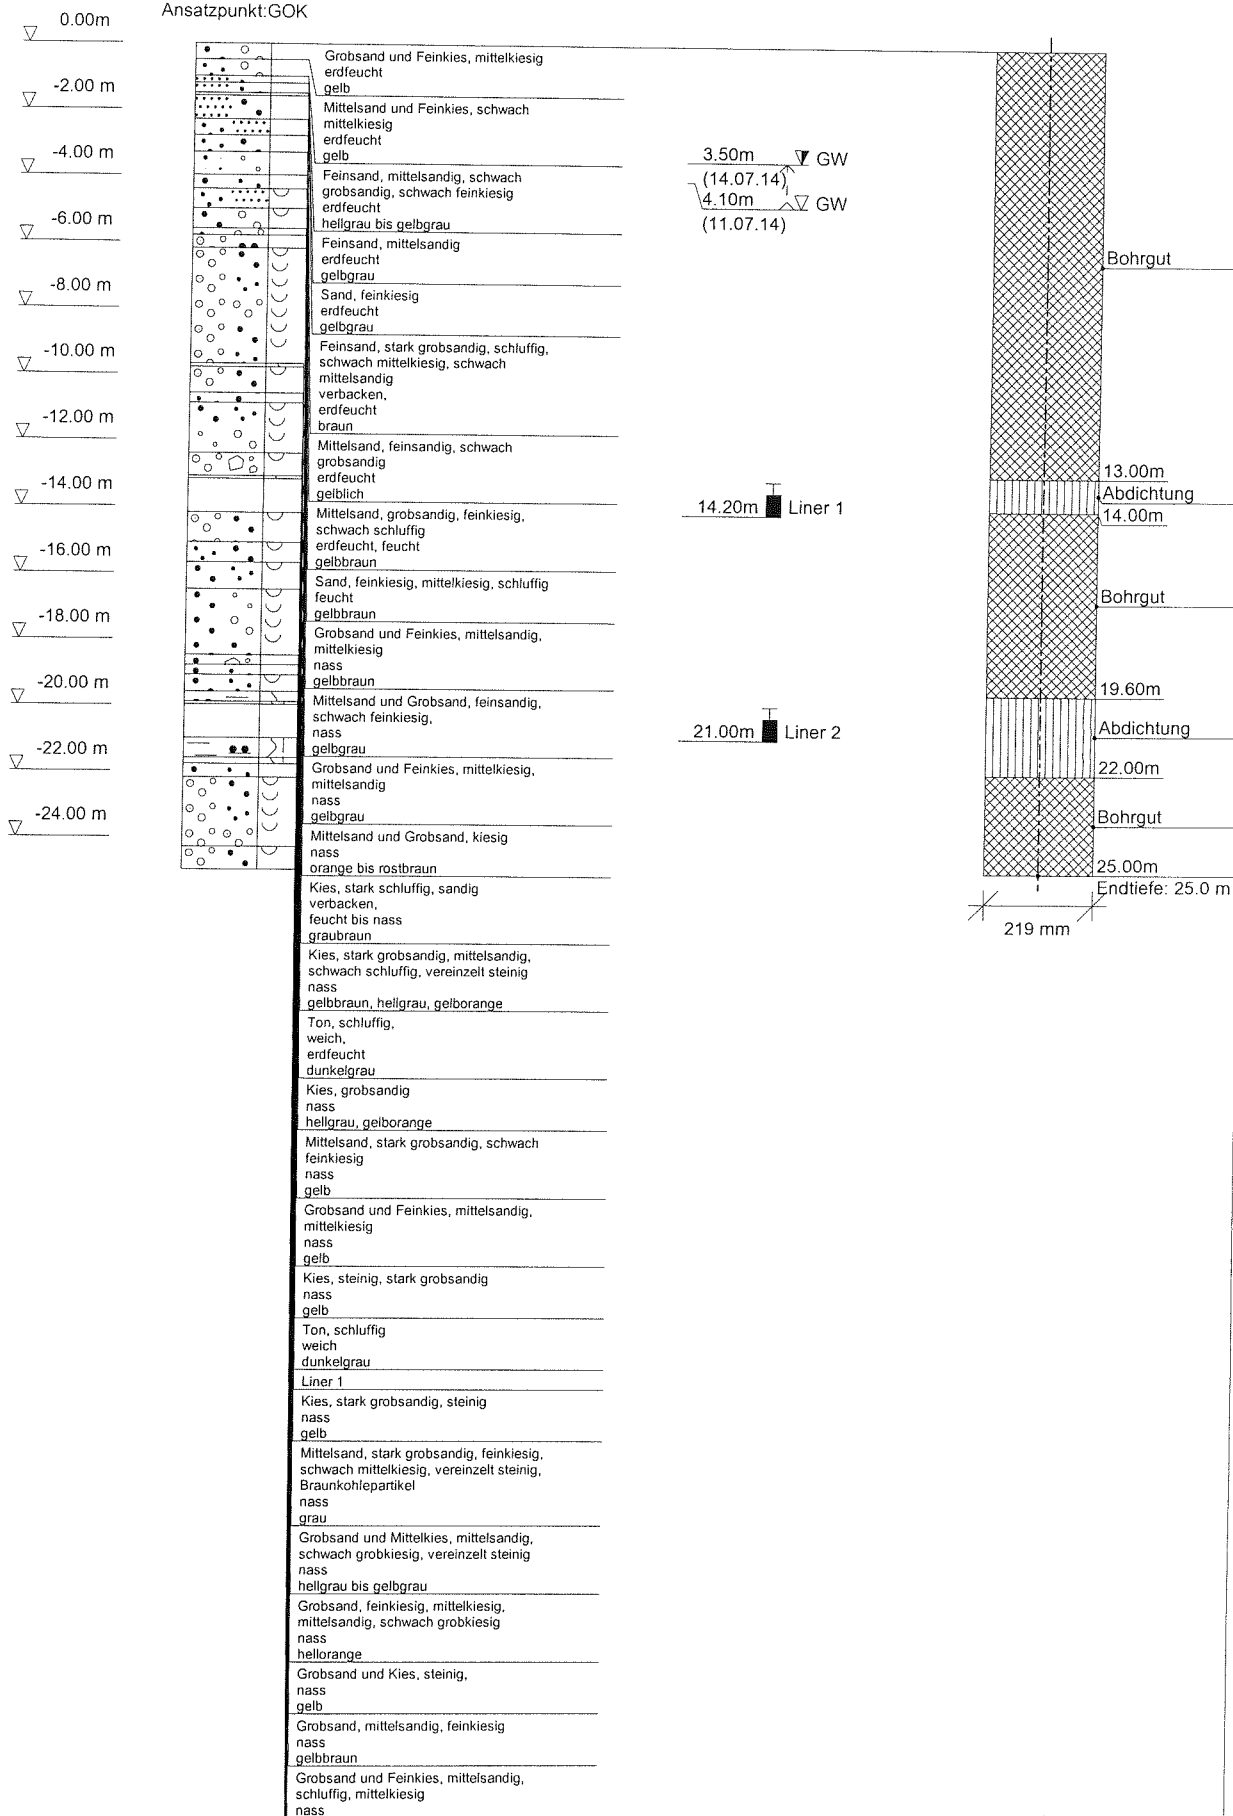 Ansatzpunkt:GOK
0.00m
-2.00 m
-4.00 m
-6.00 m
-8.00 m
-10.00 m
-12.00 m
-14.00 m
-16.00 m
-18.00 m
-20.00 m
-22.00 m
-24.00 m
Grobsand und Feinkies, mittelkiesig
erdfeucht
gelb
Mittelsand und Feinkies, schwach
mittelkiesig
erdfeucht
gelb
Feinsand, mittelsandig, schwach
grobsandig, schwach feinkiesig
erdfeucht
hellgrau bis gelbgrau
Feinsand, mittelsandig
erdfeucht
gelbgrau
Sand, feinkiesig
erdfeucht
gelbgrau
Feinsand, stark grobsandig, schluffig,
schwach mittelkiesig, schwach
mittelsandig
verbacken,
erdfeucht
braun
Mittelsand, feinsandig, schwach
grobsandig
erdfeucht
gelblich
Mittelsand, grobsandig, feinkiesig,
schwach schluffig
erdfeucht, feucht
gelbbraun
Sand, feinkiesig, mittelkiesig, schluffig
feucht
gelbbraun
Grobsand und Feinkies, mittelsandig,
mittelkiesig
nass
gelbbraun
Mittelsand und Grobsand, feinsandig,
schwach feinkiesig,
nass
gelbgrau
Grobsand und Feinkies, mittelkiesig,
mittelsandig
nass
gelbgrau
Mittelsand und Grobsand, kiesig
nass
orange bis rostbraun
Kies, stark schluffig, sandig
verbacken,
feucht bis nass
graubraun
Kies, stark grobsandig, mittelsandig,
schwach schluffig, vereinzelt steinig
nass
gelbbraun, hellgrau, gelborange
Ton, schluffig,
weich,
erdfeucht
dunkelgrau
Kies, grobsandig
nass
hellgrau, gelborange
Mittelsand, stark grobsandig, schwach
feinkiesig
nass
gelb
Grobsand und Feinkies, mittelsandig,
mittelkiesig
nass
gelb
Kies, steinig, stark grobsandig
nass
gelb
Ton, schluffig
weich
dunkelgrau
Liner 1
Kies, stark grobsandig, steinig
nass
gelb
Mittelsand, stark grobsandig, feinkiesig,
schwach mittelkiesig, vereinzelt steinig,
Braunkohlepartikel
nass
grau
Grobsand und Mittelkies, mittelsandig,
schwach grobkiesig, vereinzelt steinig
nass
hellgrau bis gelbgrau
Grobsand, feinkiesig, mittelkiesig,
mittelsandig, schwach grobkiesig
nass
hellorange
Grobsand und Kies, steinig,
nass
gelb
Grobsand, mittelsandig, feinkiesig
nass
gelbbraun
Grobsand und Feinkies, mittelsandig,
schluffig, mittelkiesig
nass
3.50m GW
(14.07.14)
4.10m GW
(11.07.14)
14.20m Liner 1
21.00m Liner 2
Bohrgut
13.00m
Abdichtung
14.00m
Bohrgut
19.60m
Abdichtung
22.00m
Bohrgut
25.00m
Endtiefe: 25.0 m
219 mm